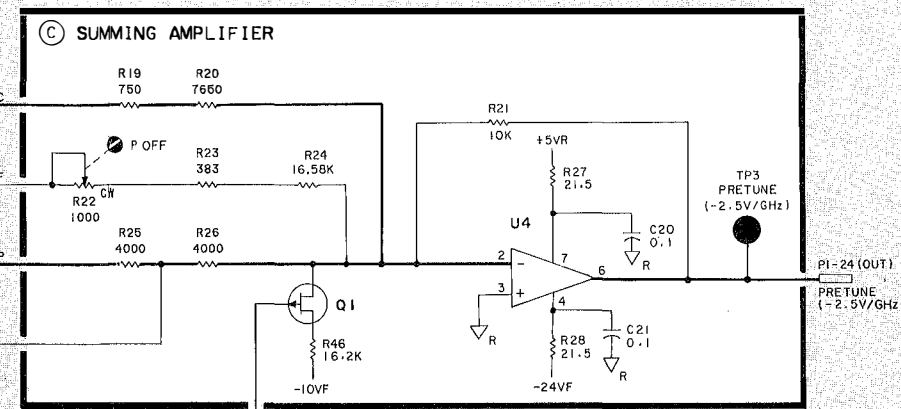 C SUMMING AMPLIFIER
R19
750
R20
7650
R21
10K
+5VR
P OFF
R23
383
R24
16.58K
R27
21.5
TP3
PRETUNE
(-2.5V/GHz)
CW
R22
1000
U4
C20
0.1
R
R25
4000
R26
4000
2
-
7
6
3
+
4
P1-24(OUT)
PRETUNE
(-2.5V/GHz
Q1
R
R46
16.2K
R28
21.5
C21
0.1
R
-10VF
-24VF